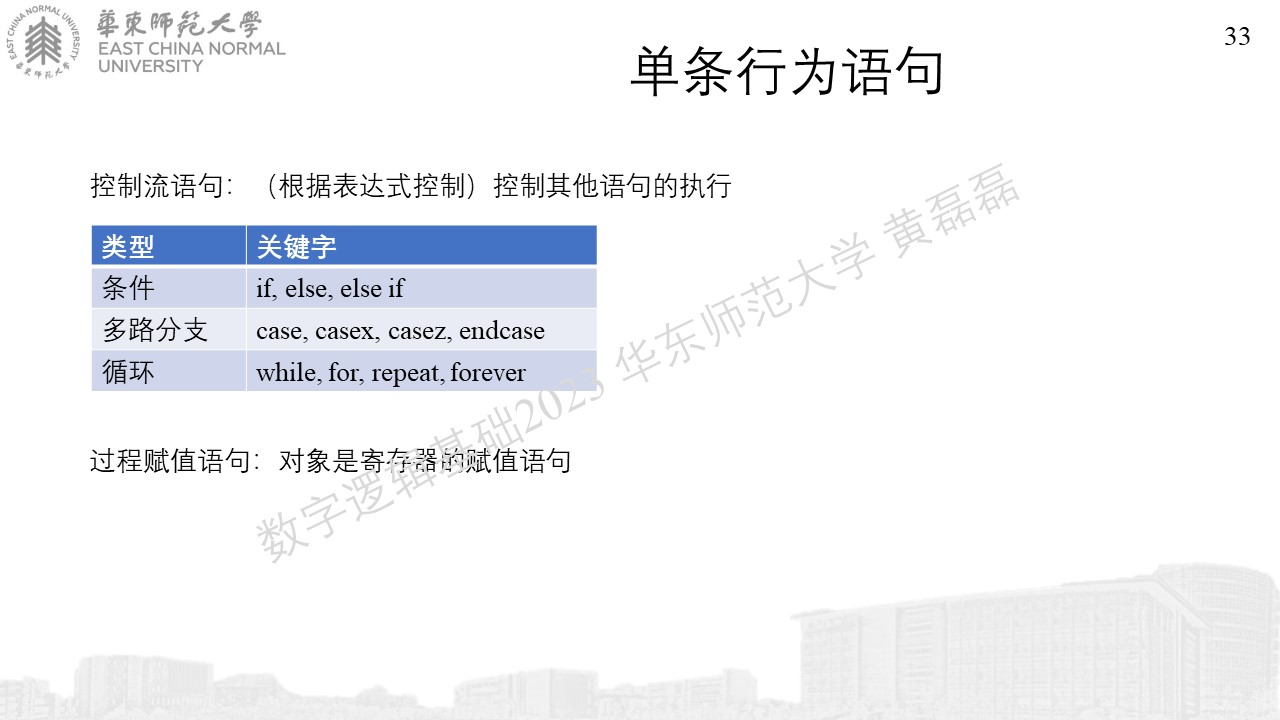 華東師范大學
EAST CHINA NORMAL
UNIVERSITY
EAST CHINA NORMAL UNIVERSITY
華東师范大学
33
单条行为语句
控制流语句：（根据表达式控制）控制其他语句的执行
类型 关键字
条件 if, else, else if
多路分支 case, casex, casez, endcase
循环 while, for, repeat, forever
过程赋值语句：对象是寄存器的赋值语句
数字逻辑基础2023 华东师范大学 黄磊磊